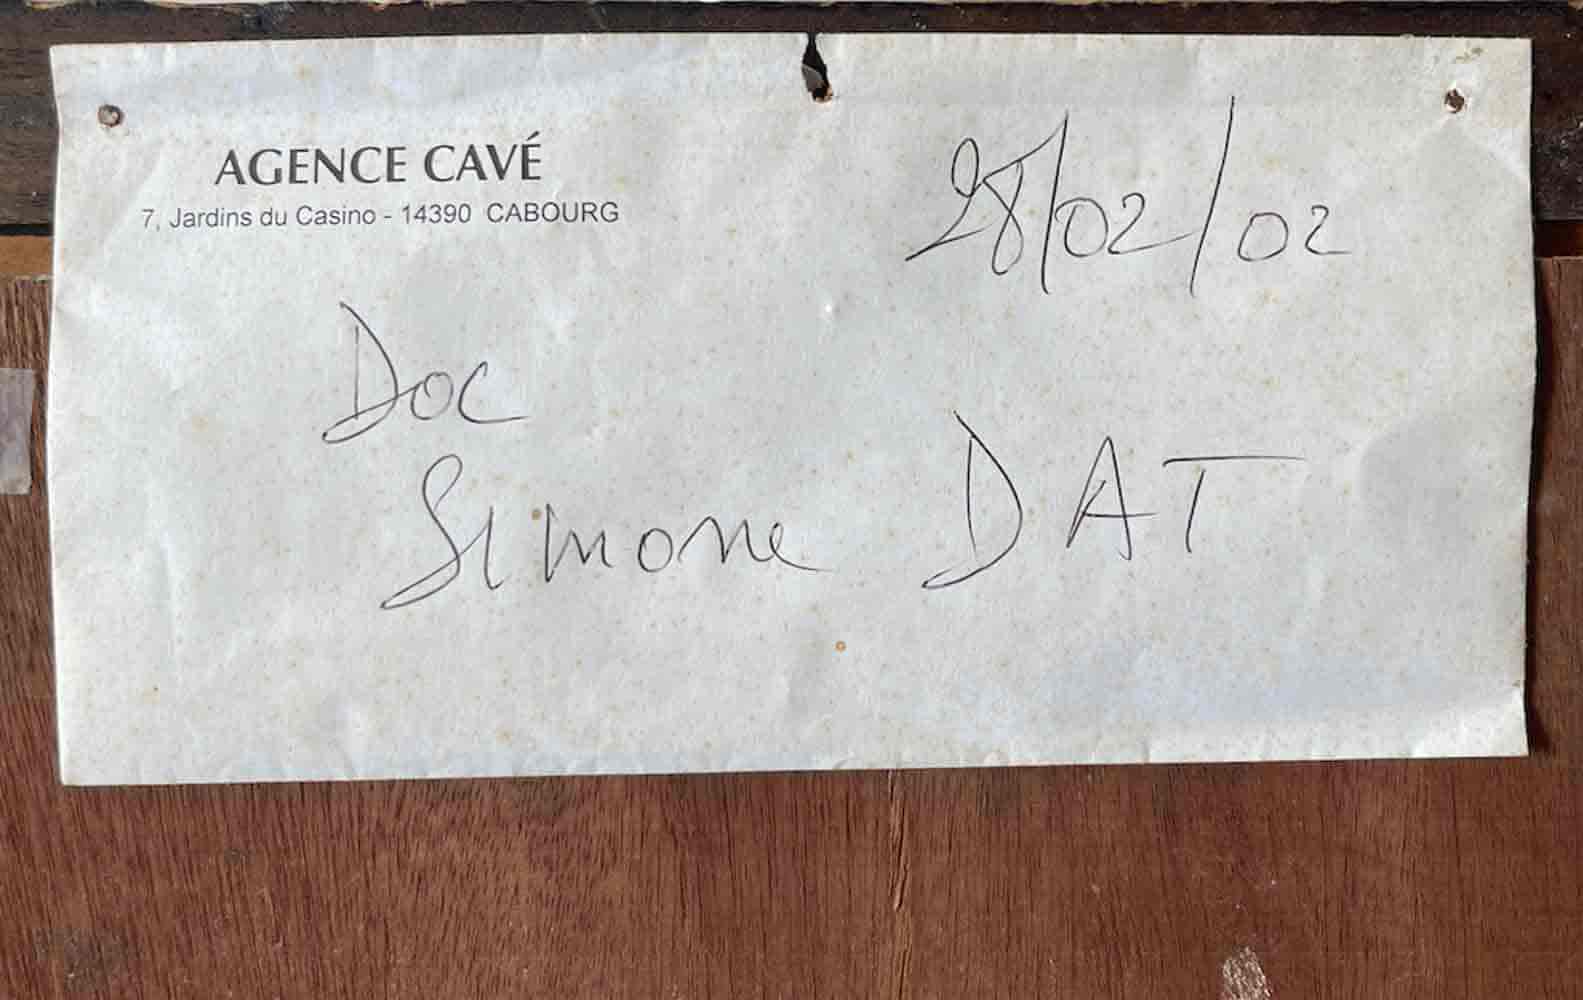 AGENCE CAVÉ
7, Jardins du Casino - 14390 CABOURG
28/02/02
Doc
Simone DAT